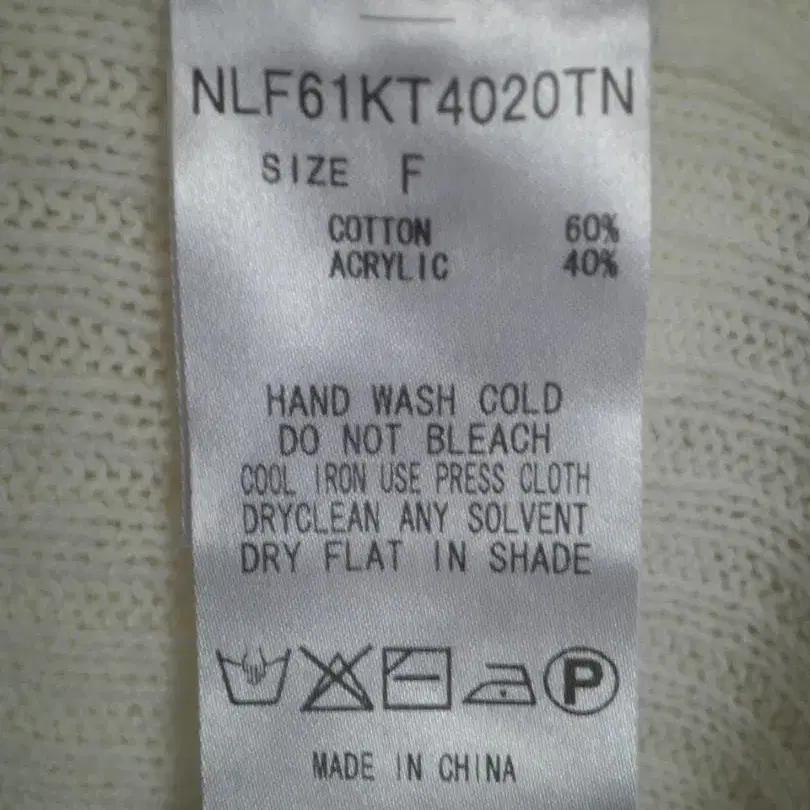 NLF61KT4020TN
SIZE F
COTTON 60%
ACRYLIC 40%
HAND WASH COLD
DO NOT BLEACH
COOL IRON USE PRESS CLOTH
DRYCLEAN ANY SOLVENT
DRY FLAT IN SHADE
P
MADE IN CHINA